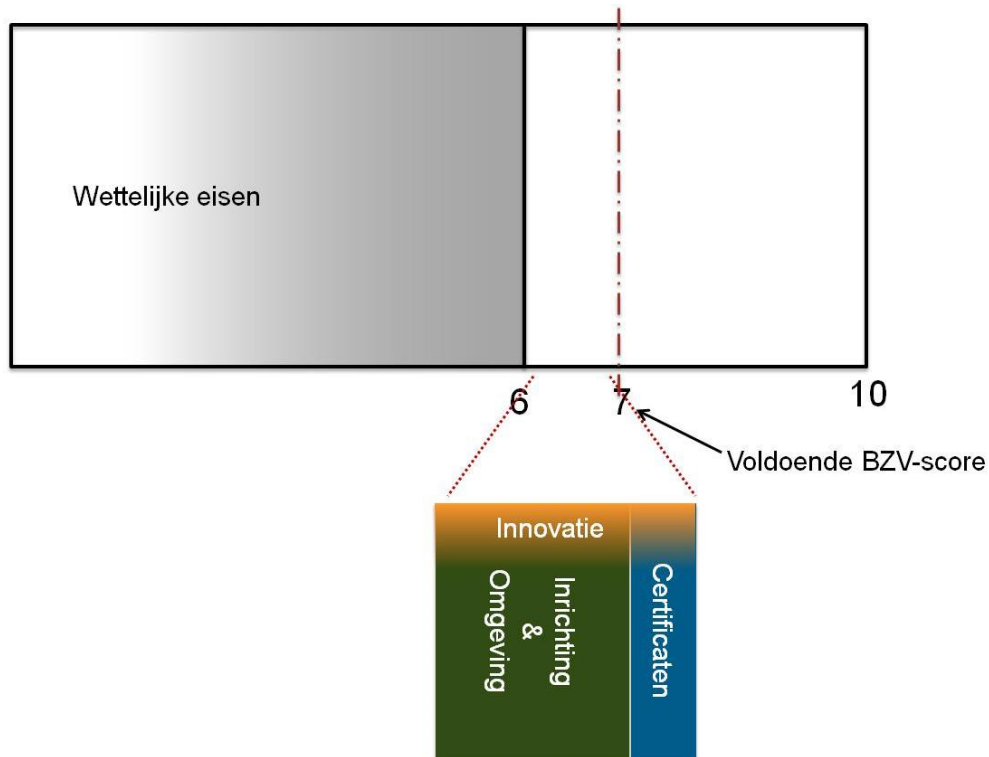 Wettelijke eisen
6
7
10
Voldoende BZV-score
Innovatie
Inrichting
&
Omgeving
Certificaten